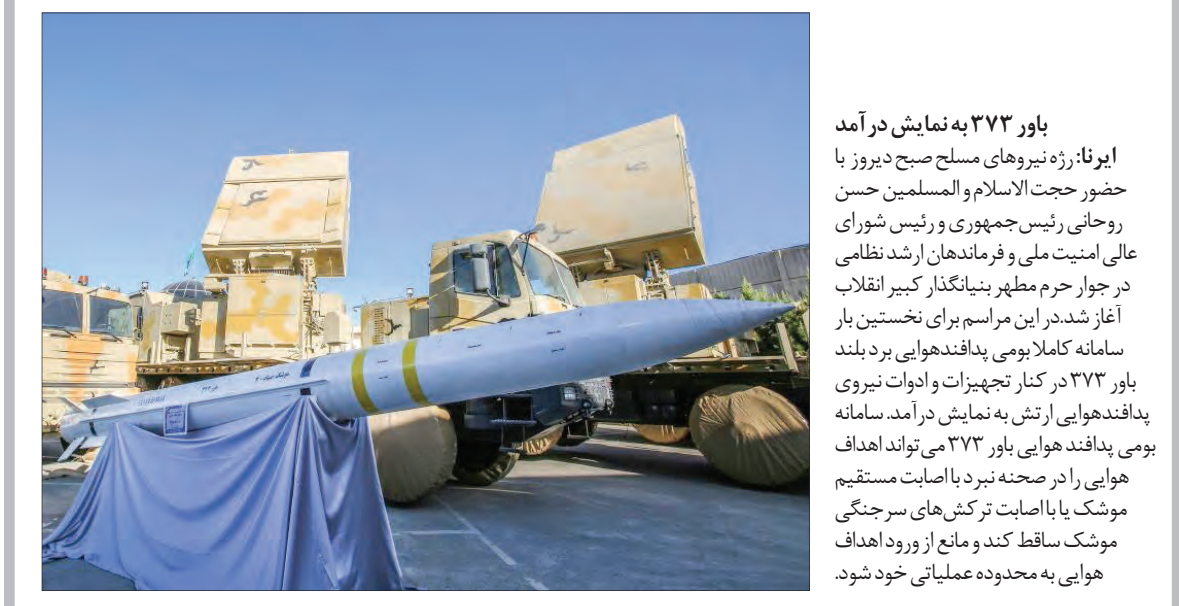 باور ۳۷۳ به نمایش درآمد
ایرنا: رژه نیروهای مسلح صبح دیروز با
حضور حجت الاسلام و المسلمین حسن
روحانی رئیس‌جمهوری و رئیس شورای
عالی امنیت ملی و فرماندهان ارشد نظامی
در جوار حرم مطهر بنیانگذار کبیر انقلاب
آغاز شد.در این مراسم برای نخستین بار
سامانه کاملا بومی پدافندهوایی برد بلند
باور ۳۷۳ در کنار تجهیزات و ادوات نیروی
پدافندهوایی ارتش به نمایش درآمد. سامانه
بومی پدافند هوایی باور ۳۷۳ می‌تواند اهداف
هوایی را در صحنه نبرد با اصابت مستقیم
موشک یا با اصابت ترکش‌های سرجنگی
موشک ساقط کند و مانع از ورود اهداف
هوایی به محدوده عملیاتی خود شود.